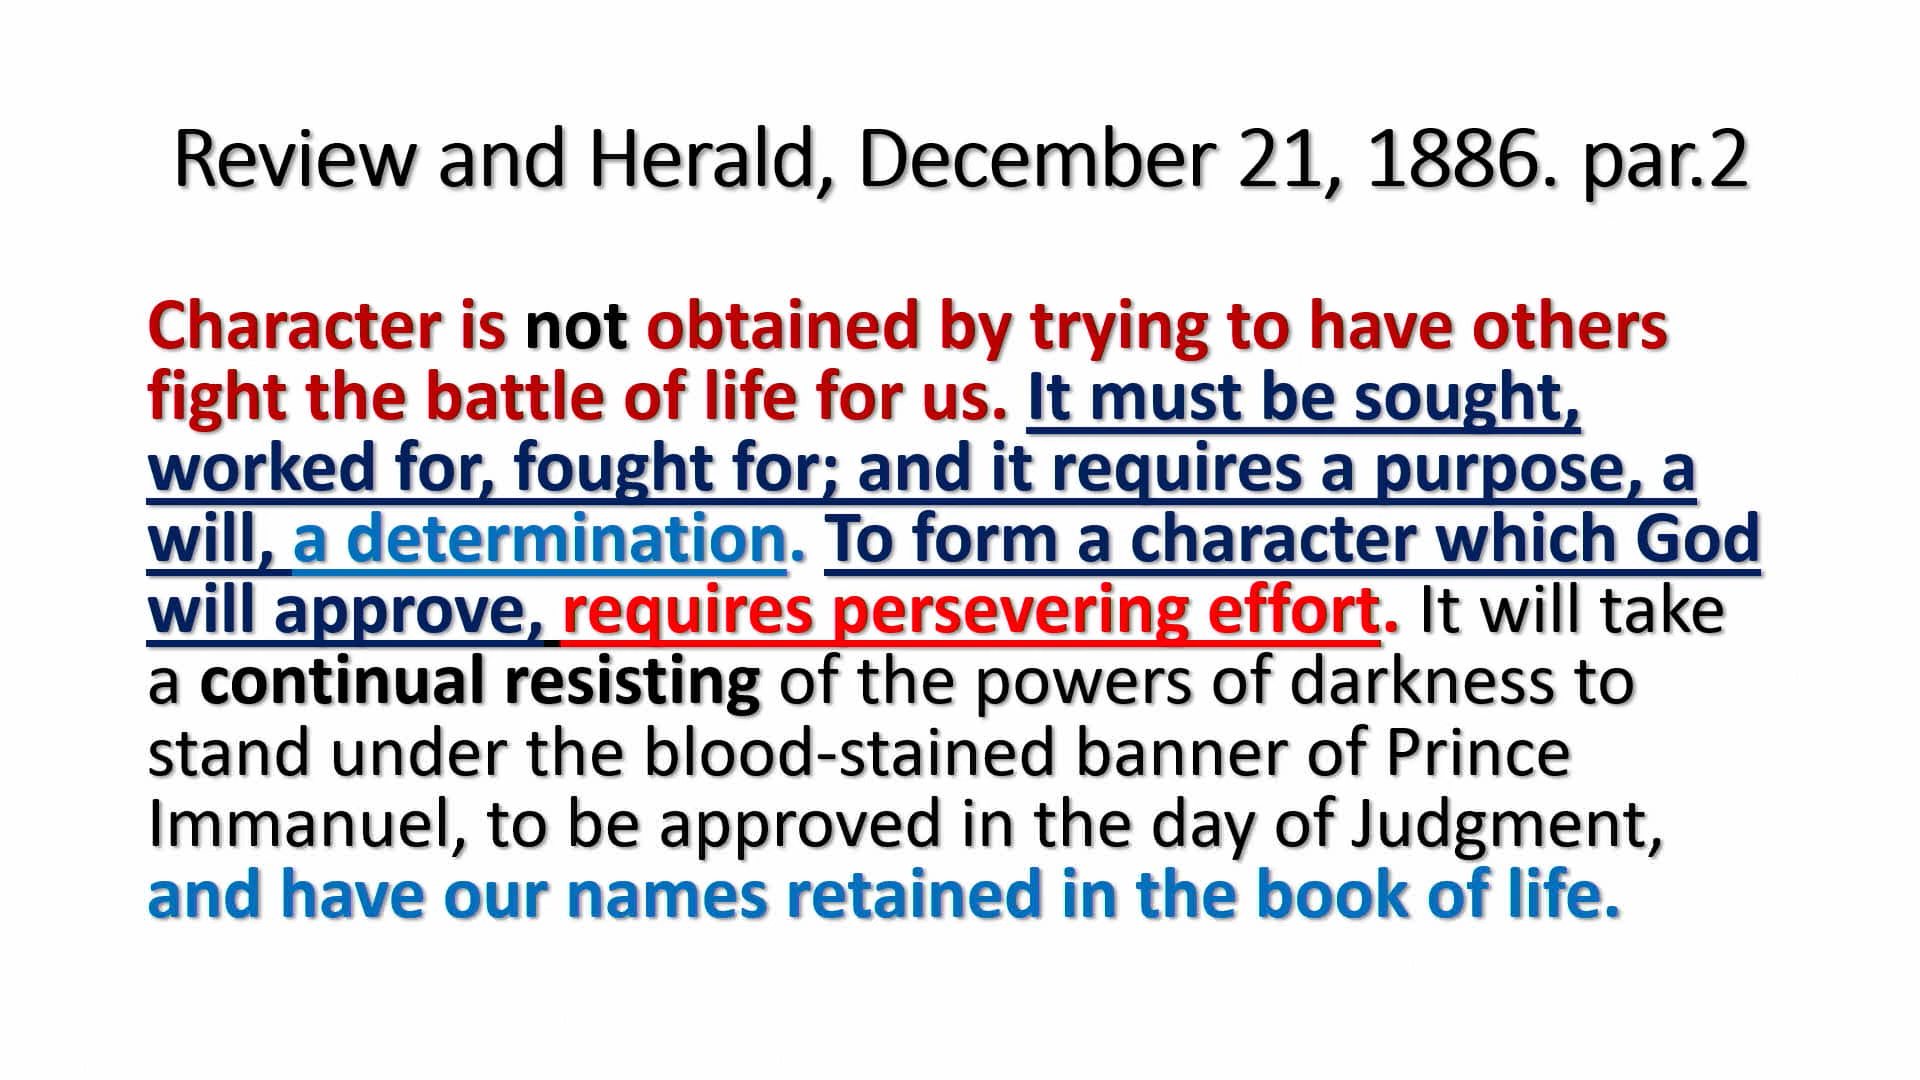 Review and Herald, December 21, 1886. par.2
Character is not obtained by trying to have others
fight the battle of life for us. It must be sought,
worked for, fought for; and it requires a purpose, a
will, a determination. To form a character which God
will approve, requires persevering effort. It will take
a continual resisting of the powers of darkness to
stand under the blood-stained banner of Prince
Immanuel, to be approved in the day of Judgment,
and have our names retained in the book of life.